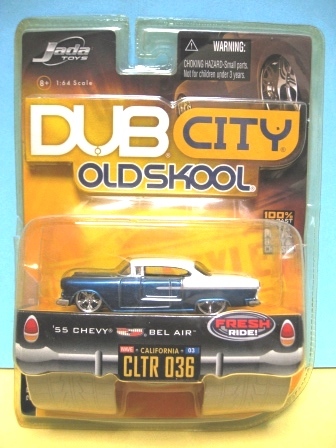 Jada
TOYS
8+
1:64 Scale
WARNING:
CHOKING HAZARD-Small parts.
Not for children under 3 years.
DUB CITY
OLDSKOOL
100%
'55 CHEVY BEL AIR
FRESH
RIDE!
CALIFORNIA 03
CLTR 036